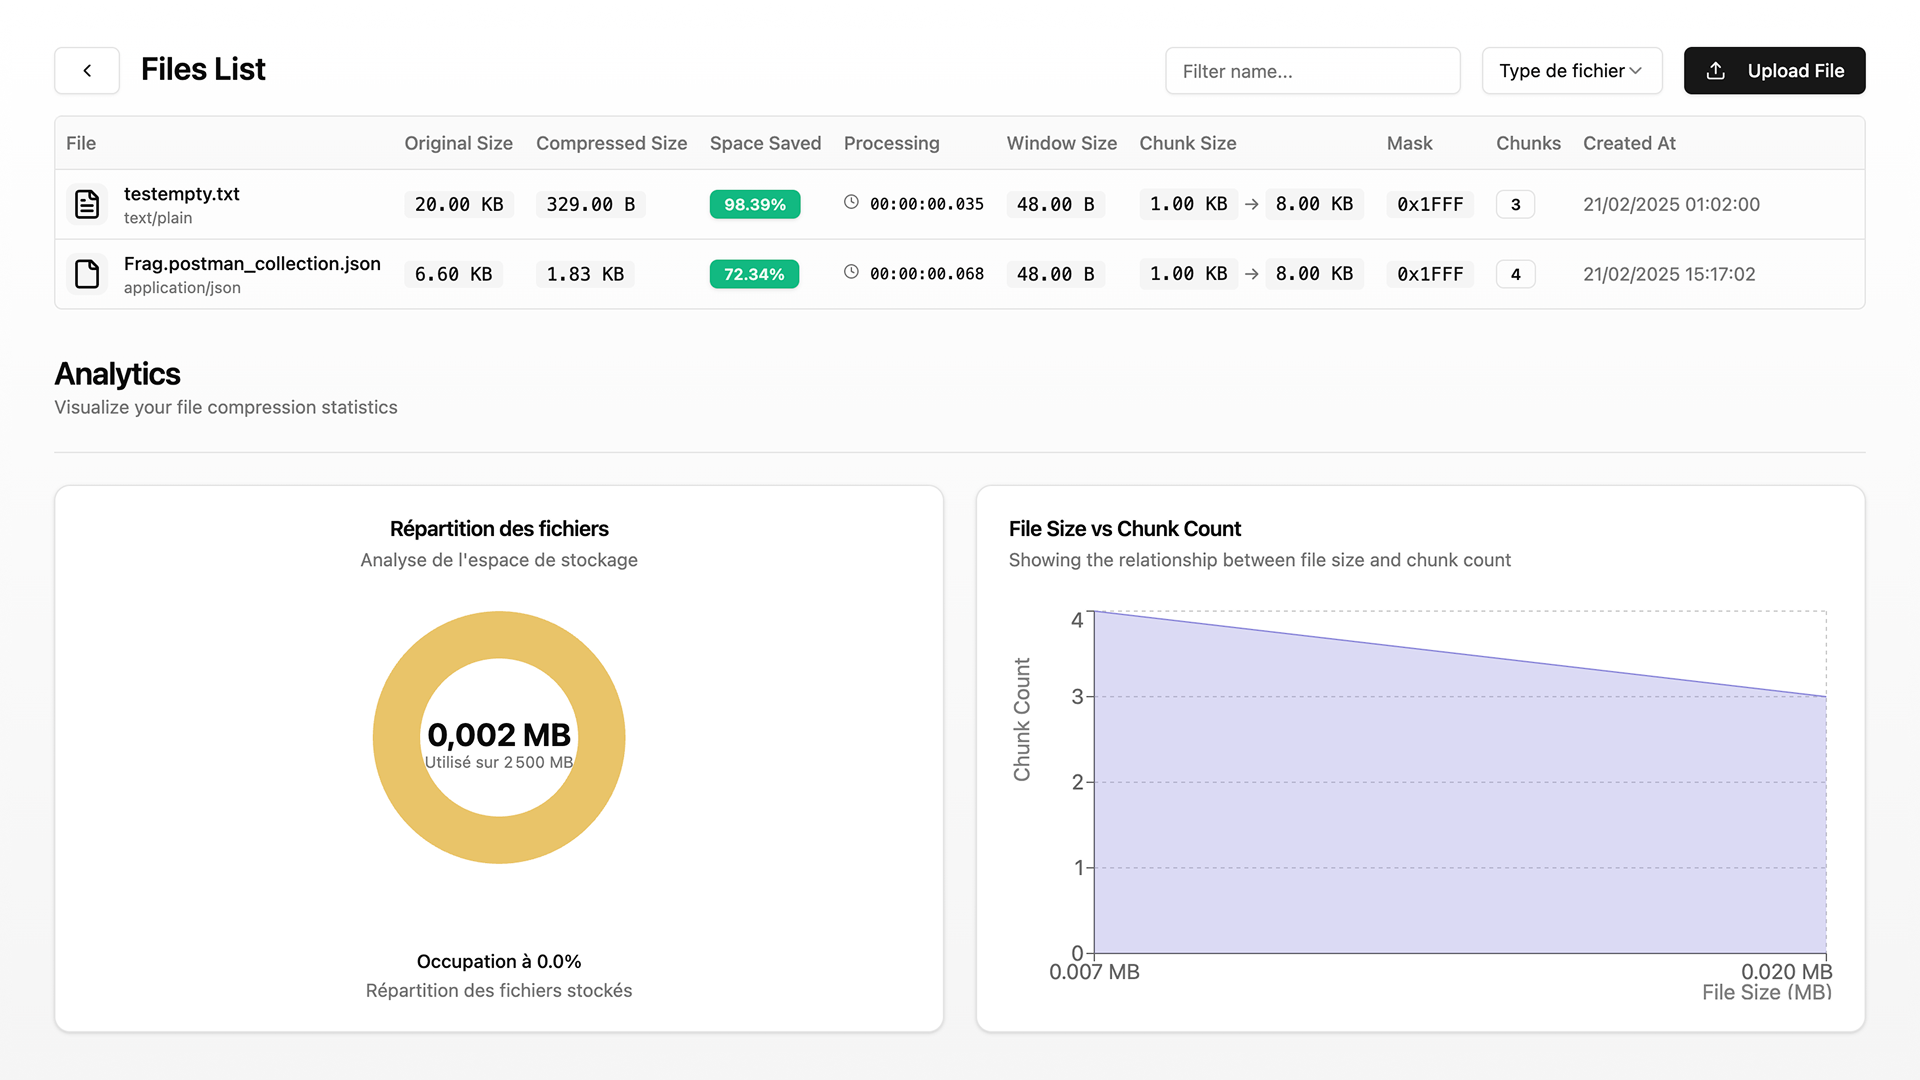 Files List
Filter name...
Type de fichier
Upload File
File Original Size Compressed Size Space Saved Processing Window Size Chunk Size Mask Chunks Created At
testempty.txt
text/plain
20.00 KB 329.00 B 98.39% 00:00:00.035 48.00 B 1.00 KB → 8.00 KB 0x1FFF 3 21/02/2025 01:02:00
Frag.postman_collection.json
application/json
6.60 KB 1.83 KB 72.34% 00:00:00.068 48.00 B 1.00 KB → 8.00 KB 0x1FFF 4 21/02/2025 15:17:02
Analytics
Visualize your file compression statistics
Répartition des fichiers
Analyse de l'espace de stockage
0,002 MB
Utilisé sur 2 500 MB
Occupation à 0.0%
Répartition des fichiers stockés
File Size vs Chunk Count
Showing the relationship between file size and chunk count
4
3
2
1
0
Chunk Count
0.007 MB 0.020 MB
File Size (MB)